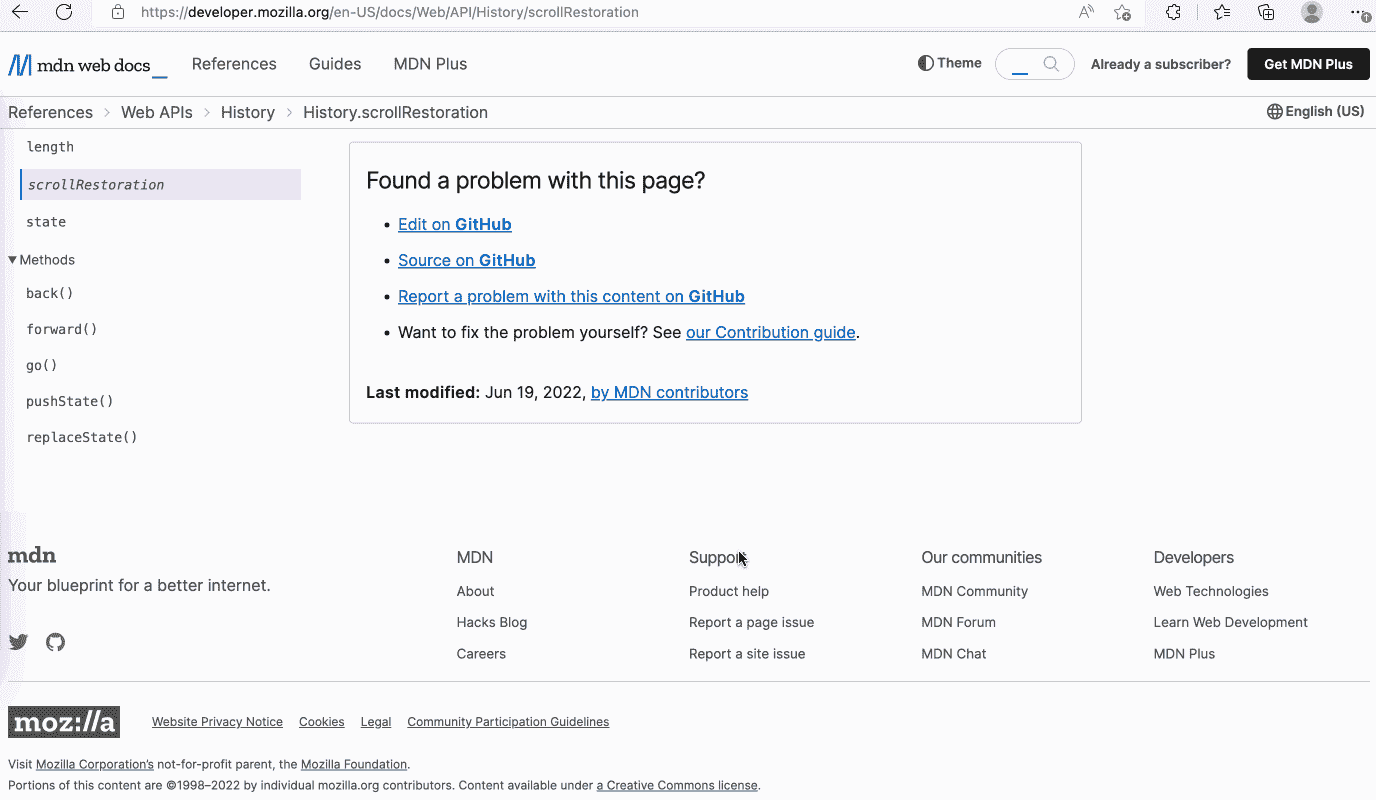 https://developer.mozilla.org/en-US/docs/Web/API/History/scrollRestoration
mdn web docs_ References Guides MDN Plus Theme Already a subscriber? Get MDN Plus
References > Web APIs > History > History.scrollRestoration English (US)
length
scrollRestoration
state
▼ Methods
back()
forward()
go()
pushState()
replaceState()
Found a problem with this page?
• Edit on GitHub
• Source on GitHub
• Report a problem with this content on GitHub
• Want to fix the problem yourself? See our Contribution guide.
Last modified: Jun 19, 2022, by MDN contributors
mdn
Your blueprint for a better internet.
MDN
About
Hacks Blog
Careers
Support
Product help
Report a page issue
Report a site issue
Our communities
MDN Community
MDN Forum
MDN Chat
Developers
Web Technologies
Learn Web Development
MDN Plus
moz://a Website Privacy Notice Cookies Legal Community Participation Guidelines
Visit Mozilla Corporation's not-for-profit parent, the Mozilla Foundation.
Portions of this content are ©1998–2022 by individual mozilla.org contributors. Content available under a Creative Commons license.